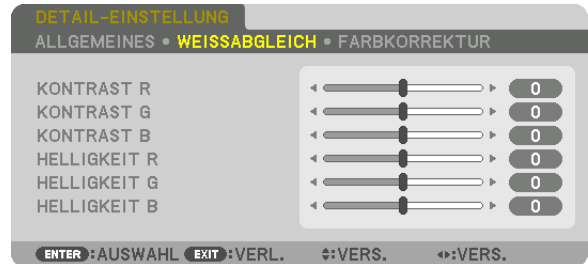 DETAIL-EINSTELLUNG
ALLGEMEINES • WEISSABGLEICH • FARBKORREKTUR
KONTRAST R 0
KONTRAST G 0
KONTRAST B 0
HELLIGKEIT R 0
HELLIGKEIT G 0
HELLIGKEIT B 0
ENTER :AUSWAHL EXIT :VERL. :VERS. :VERS.